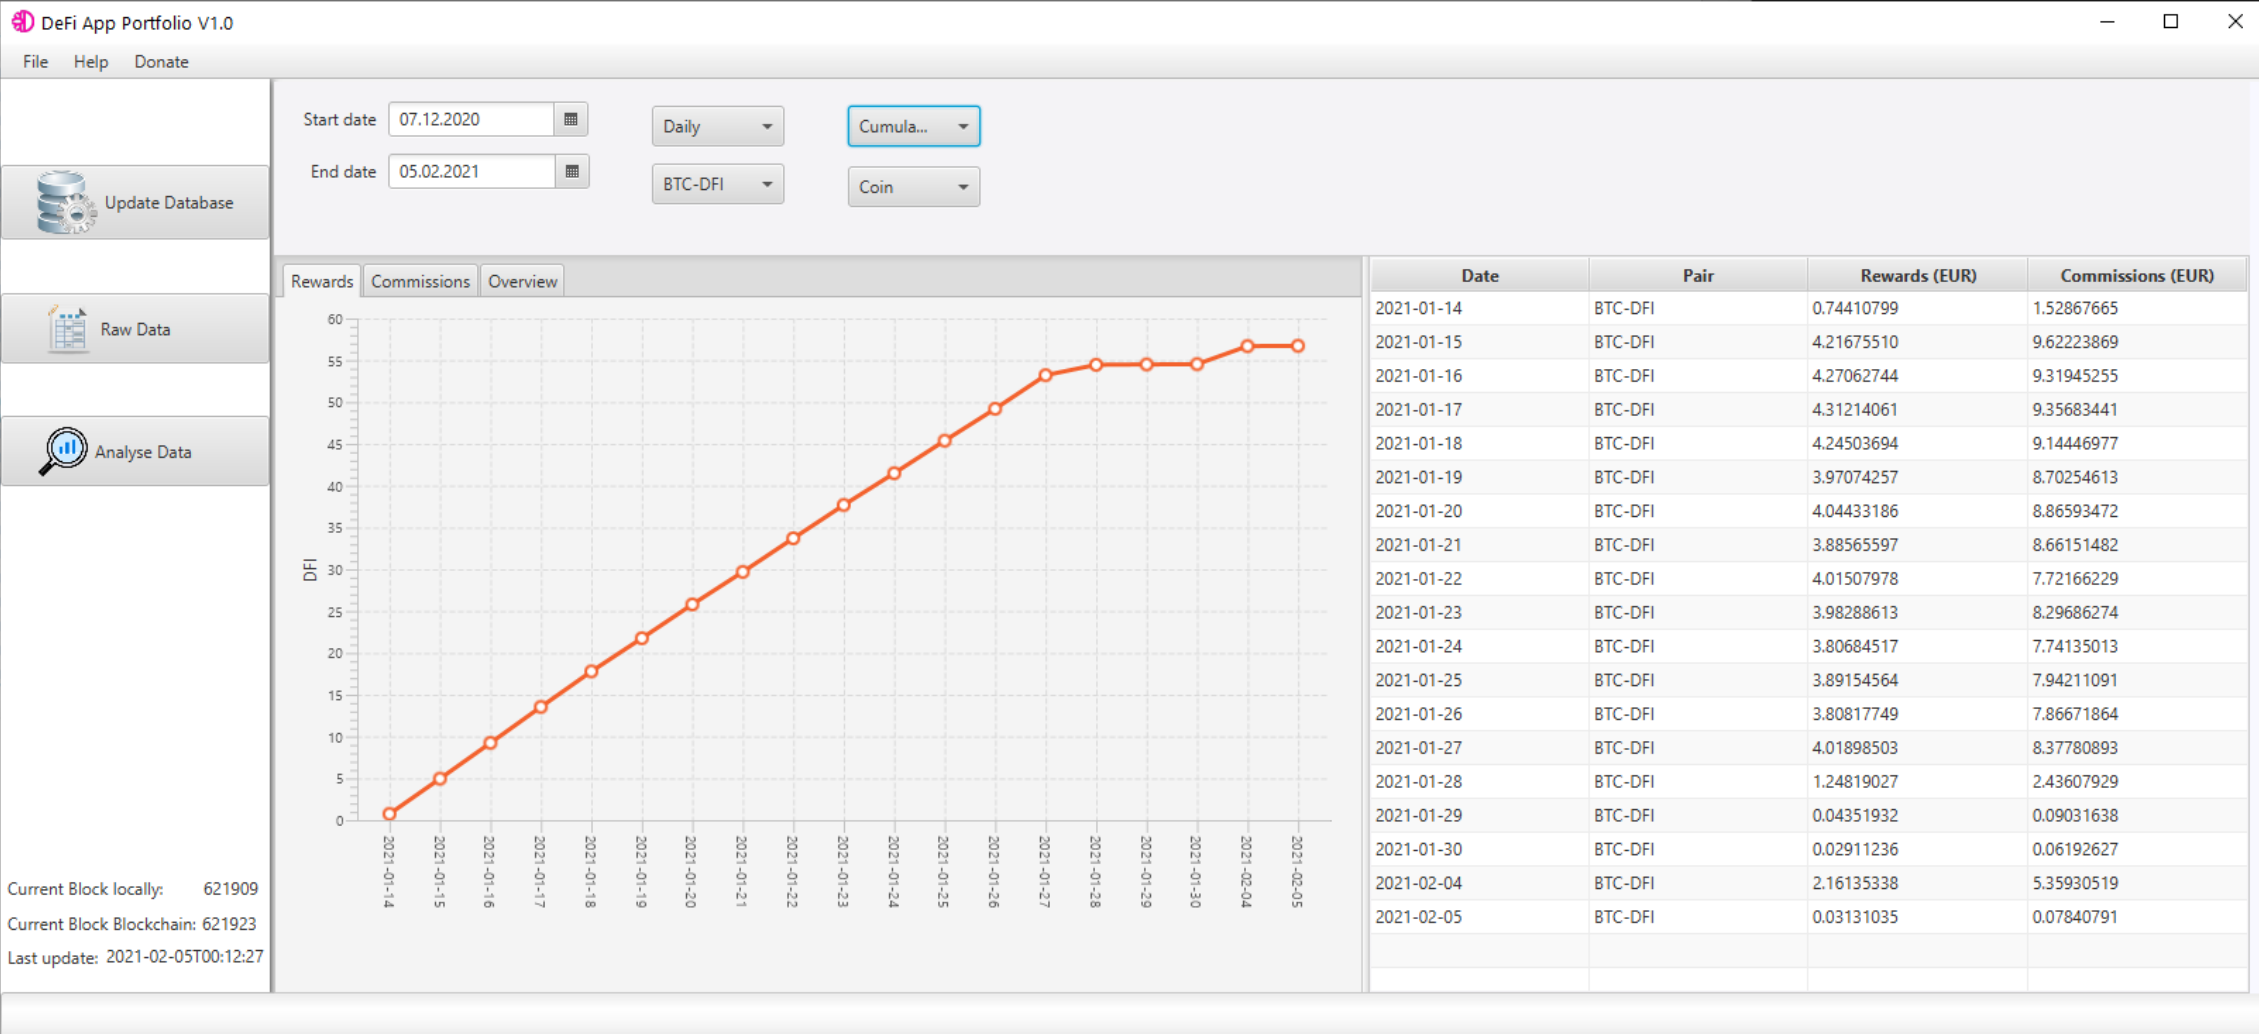 DeFi App Portfolio V1.0
File Help Donate
Start date 07.12.2020 Daily Cumula...
End date 05.02.2021 BTC-DFI Coin
Update Database
Raw Data
Analyse Data
Current Block locally: 621909
Current Block Blockchain: 621923
Last update: 2021-02-05T00:12:27
Rewards Commissions Overview
60
55
50
45
40
35
30
25
20
15
10
5
0
DFI
2021-01-14
2021-01-15
2021-01-16
2021-01-17
2021-01-18
2021-01-19
2021-01-20
2021-01-21
2021-01-22
2021-01-23
2021-01-24
2021-01-25
2021-01-26
2021-01-27
2021-01-28
2021-01-29
2021-01-30
2021-02-04
2021-02-05
Date Pair Rewards (EUR) Commissions (EUR)
2021-01-14 BTC-DFI 0.74410799 1.52867665
2021-01-15 BTC-DFI 4.21675510 9.62223869
2021-01-16 BTC-DFI 4.27062744 9.31945255
2021-01-17 BTC-DFI 4.31214061 9.35683441
2021-01-18 BTC-DFI 4.24503694 9.14446977
2021-01-19 BTC-DFI 3.97074257 8.70254613
2021-01-20 BTC-DFI 4.04433186 8.86593472
2021-01-21 BTC-DFI 3.88565597 8.66151482
2021-01-22 BTC-DFI 4.01507978 7.72166229
2021-01-23 BTC-DFI 3.98288613 8.29686274
2021-01-24 BTC-DFI 3.80684517 7.74135013
2021-01-25 BTC-DFI 3.89154564 7.94211091
2021-01-26 BTC-DFI 3.80817749 7.86671864
2021-01-27 BTC-DFI 4.01898503 8.37780893
2021-01-28 BTC-DFI 1.24819027 2.43607929
2021-01-29 BTC-DFI 0.04351932 0.09031638
2021-01-30 BTC-DFI 0.02911236 0.06192627
2021-02-04 BTC-DFI 2.16135338 5.35930519
2021-02-05 BTC-DFI 0.03131035 0.07840791